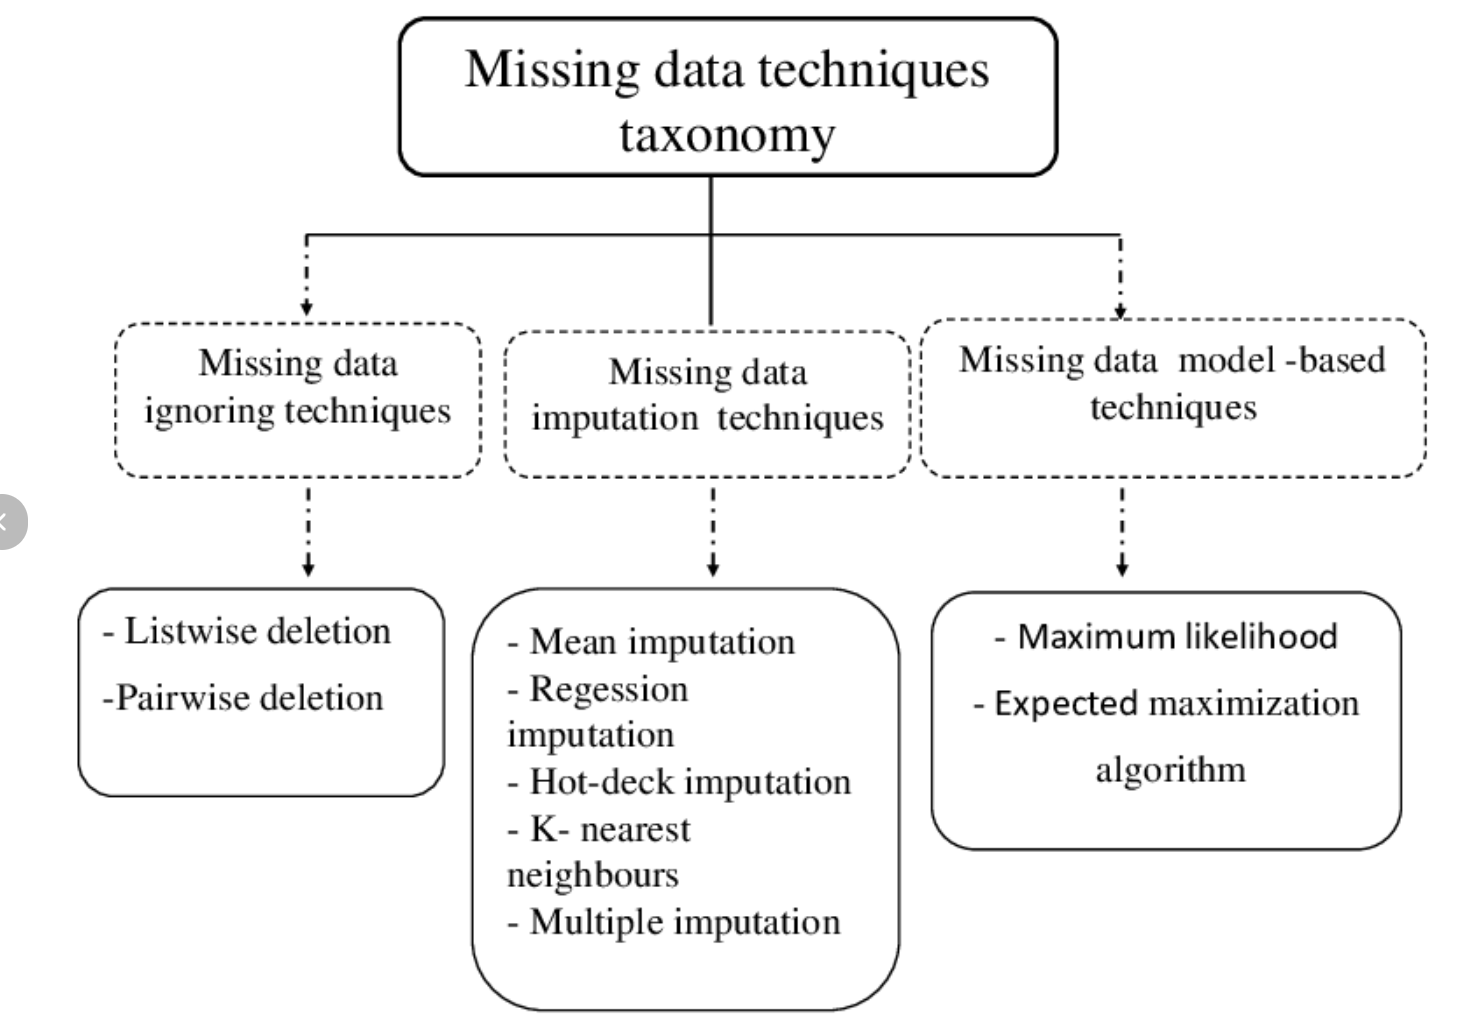 Missing data techniques
taxonomy
Missing data
ignoring techniques
Missing data
imputation techniques
Missing data model -based
techniques
- Listwise deletion
-Pairwise deletion
- Mean imputation
- Regression
imputation
- Hot-deck imputation
- K- nearest
neighbours
- Multiple imputation
- Maximum likelihood
- Expected maximization
algorithm